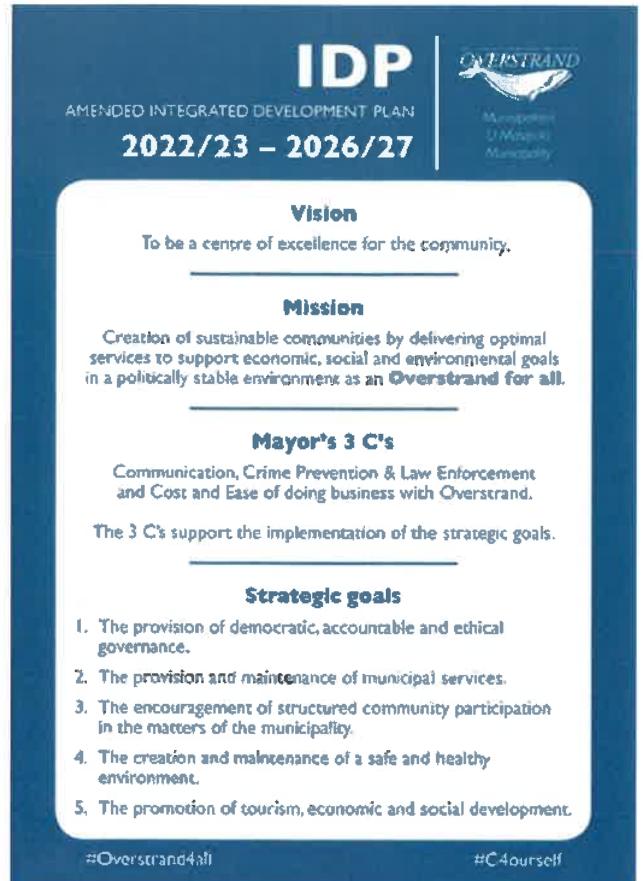 IDP
AMENDED INTEGRATED DEVELOPMENT PLAN
2022/23 – 2026/27
OVERSTRAND
Munisipaliteit
U Masipala
Municipality
Vision
To be a centre of excellence for the community.
Mission
Creation of sustainable communities by delivering optimal
services to support economic, social and environmental goals
in a politically stable environment as an Overstrand for all.
Mayor's 3 C's
Communication, Crime Prevention & Law Enforcement
and Cost and Ease of doing business with Overstrand.
The 3 C's support the implementation of the strategic goals.
Strategic goals
1. The provision of democratic, accountable and ethical
governance.
2. The provision and maintenance of municipal services.
3. The encouragement of structured community participation
in the matters of the municipality.
4. The creation and maintenance of a safe and healthy
environment.
5. The promotion of tourism, economic and social development.
#Overstrand4all
#C4ourself